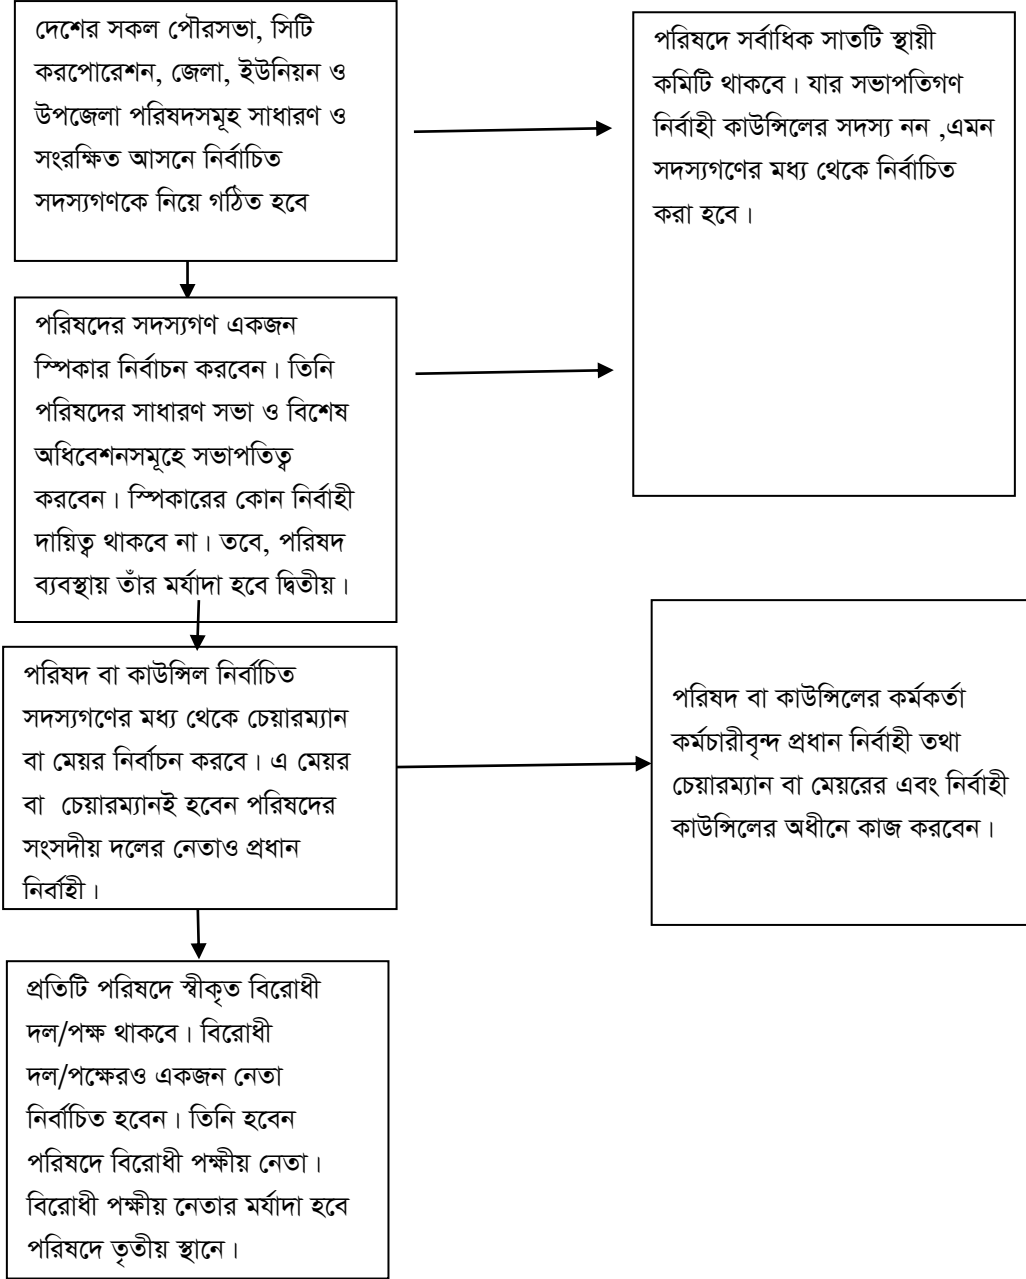 দেশের সকল পৌরসভা, সিটি
করপোরেশন, জেলা, ইউনিয়ন ও
উপজেলা পরিষদসমূহ সাধারণ ও
সংরক্ষিত আসনে নির্বাচিত
সদস্যগণকে নিয়ে গঠিত হবে
পরিষদে সর্বাধিক সাতটি স্থায়ী
কমিটি থাকবে। যার সভাপতিগণ
নির্বাহী কাউন্সিলের সদস্য নন ,এমন
সদস্যগণের মধ্য থেকে নির্বাচিত
করা হবে।
পরিষদের সদস্যগণ একজন
স্পিকার নির্বাচন করবেন। তিনি
পরিষদের সাধারণ সভা ও বিশেষ
অধিবেশনসমূহে সভাপতিত্ব
করবেন। স্পিকারের কোন নির্বাহী
দায়িত্ব থাকবে না। তবে, পরিষদ
ব্যবস্থায় তাঁর মর্যাদা হবে দ্বিতীয়।
পরিষদ বা কাউন্সিল নির্বাচিত
সদস্যগণের মধ্য থেকে চেয়ারম্যান
বা মেয়র নির্বাচন করবে। এ মেয়র
বা চেয়ারম্যানই হবেন পরিষদের
সংসদীয় দলের নেতাও প্রধান
নির্বাহী।
পরিষদ বা কাউন্সিলের কর্মকর্তা
কর্মচারীবৃন্দ প্রধান নির্বাহী তথা
চেয়ারম্যান বা মেয়রের এবং নির্বাহী
কাউন্সিলের অধীনে কাজ করবেন।
প্রতিটি পরিষদে স্বীকৃত বিরোধী
দল/পক্ষ থাকবে। বিরোধী
দল/পক্ষেরও একজন নেতা
নির্বাচিত হবেন। তিনি হবেন
পরিষদে বিরোধী পক্ষীয় নেতা।
বিরোধী পক্ষীয় নেতার মর্যাদা হবে
পরিষদে তৃতীয় স্থানে।